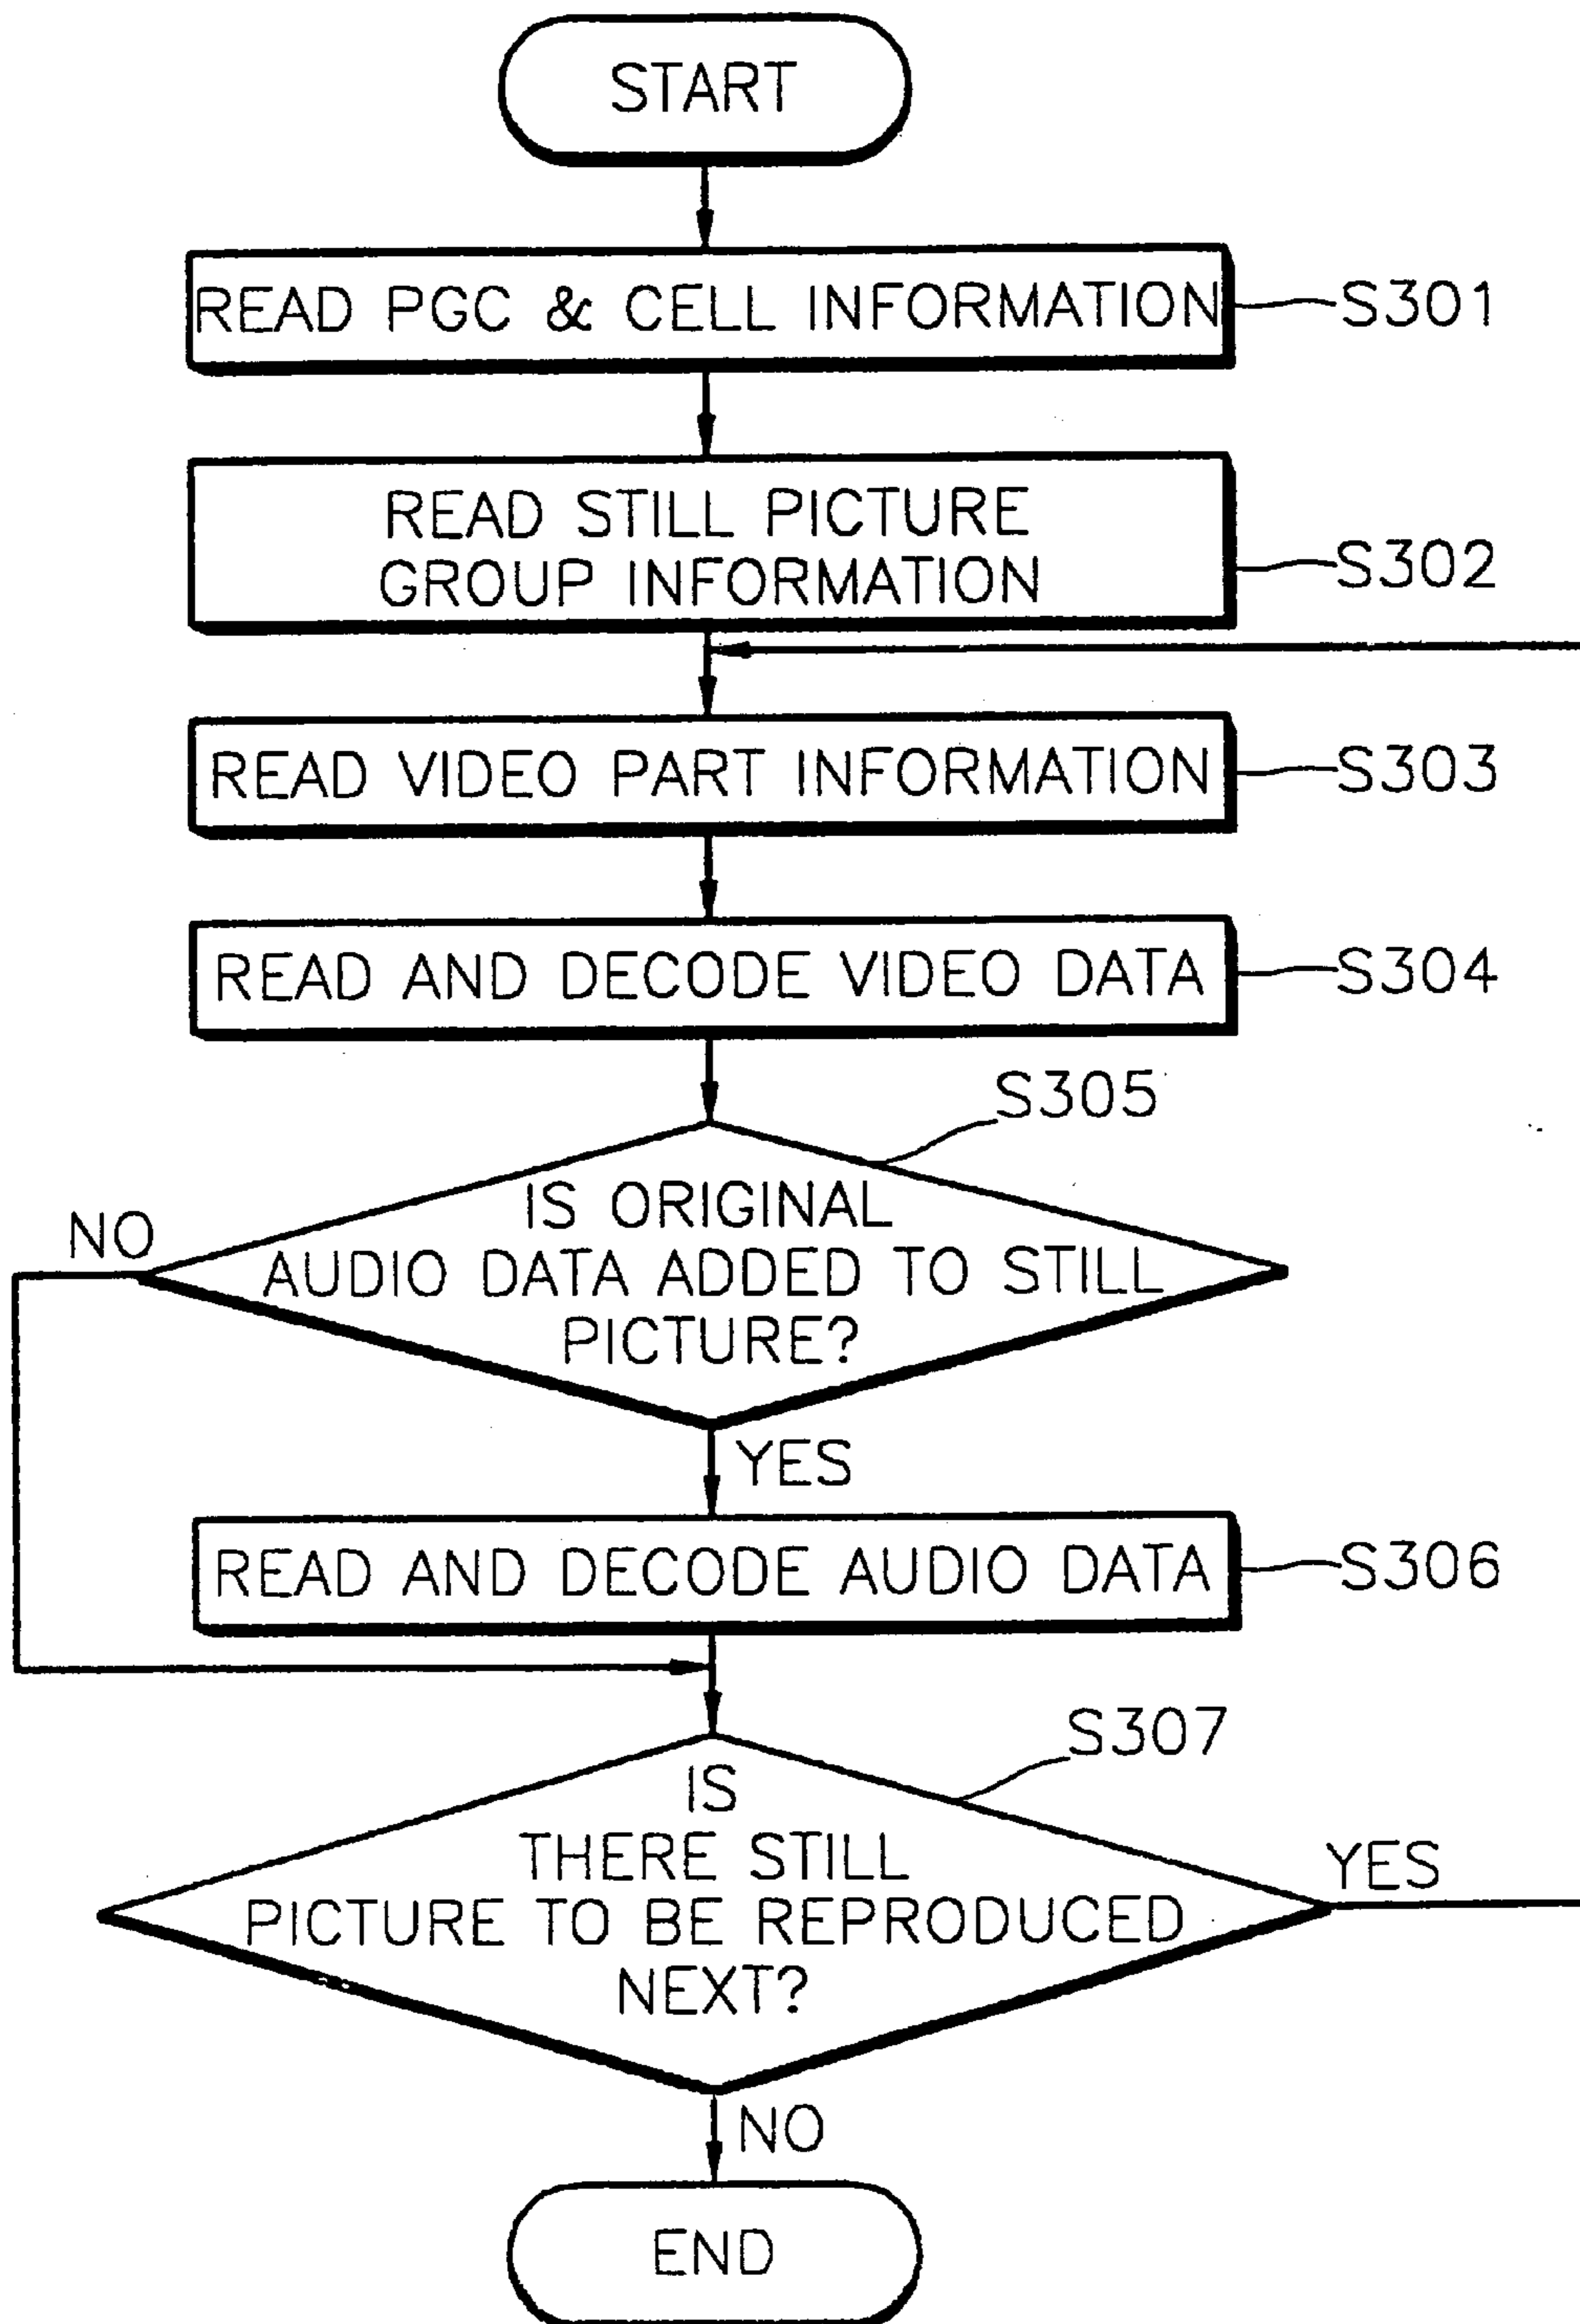 START
READ PGC & CELL INFORMATION
S301
READ STILL PICTURE
GROUP INFORMATION
S302
READ VIDEO PART INFORMATION
S303
READ AND DECODE VIDEO DATA
S304
S305
IS ORIGINAL
AUDIO DATA ADDED TO STILL
PICTURE?
NO
YES
READ AND DECODE AUDIO DATA
S306
S307
IS
THERE STILL
PICTURE TO BE REPRODUCED
NEXT?
YES
NO
END